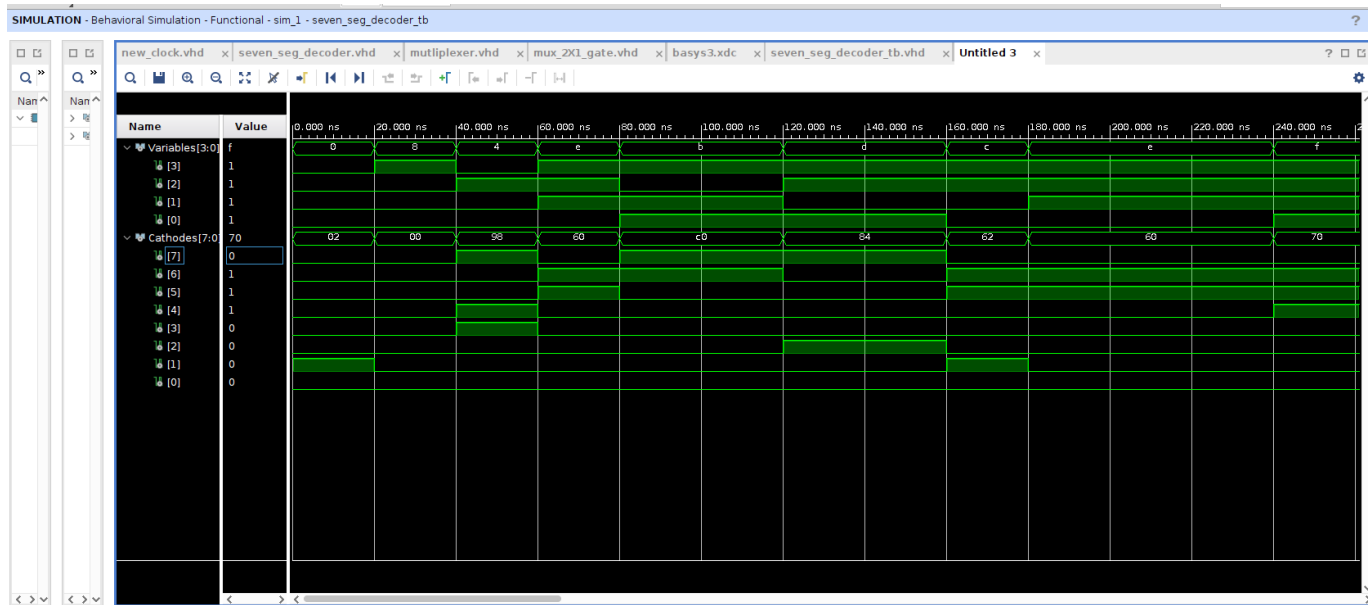 SIMULATION - Behavioral Simulation - Functional - sim_1 - seven_seg_decoder_tb ?
new_clock.vhd x seven_seg_decoder.vhd x mutliplexer.vhd x mux_2X1_gate.vhd x basys3.xdc x seven_seg_decoder_tb.vhd x Untitled 3 x ?
Nam Nam
Name Value 0.000 ns 20.000 ns 40.000 ns 60.000 ns 80.000 ns 100.000 ns 120.000 ns 140.000 ns 160.000 ns 180.000 ns 200.000 ns 220.000 ns 240.000 ns 2
Variables[3:0] f 0 8 4 e b d c e f
[3] 1
[2] 1
[1] 1
[0] 1
Cathodes[7:0 70 02 00 98 60 c0 84 62 60 70
[7] 0
[6] 1
[5] 1
[4] 1
[3] 0
[2] 0
[1] 0
[0] 0